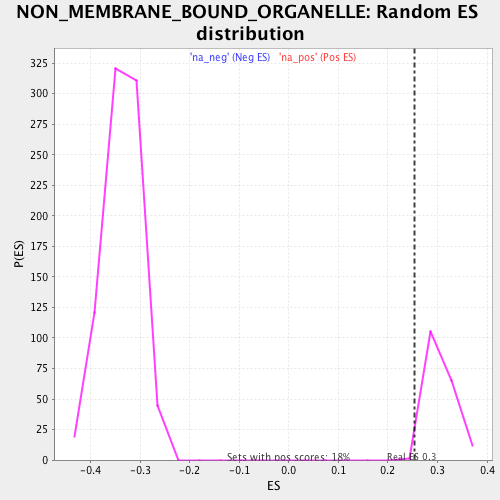 NON_MEMBRANE_BOUND_ORGANELLE: Random ES
distribution
'na_neg' (Neg ES) 'na_pos' (Pos ES)
325
300
275
250
225
200
175
150
125
100
75
50
25
0
P(ES)
Sets with pos scores: 18%
Real ES 0.3
-0.4 -0.3 -0.2 -0.1 0.0 0.1 0.2 0.3 0.4
ES